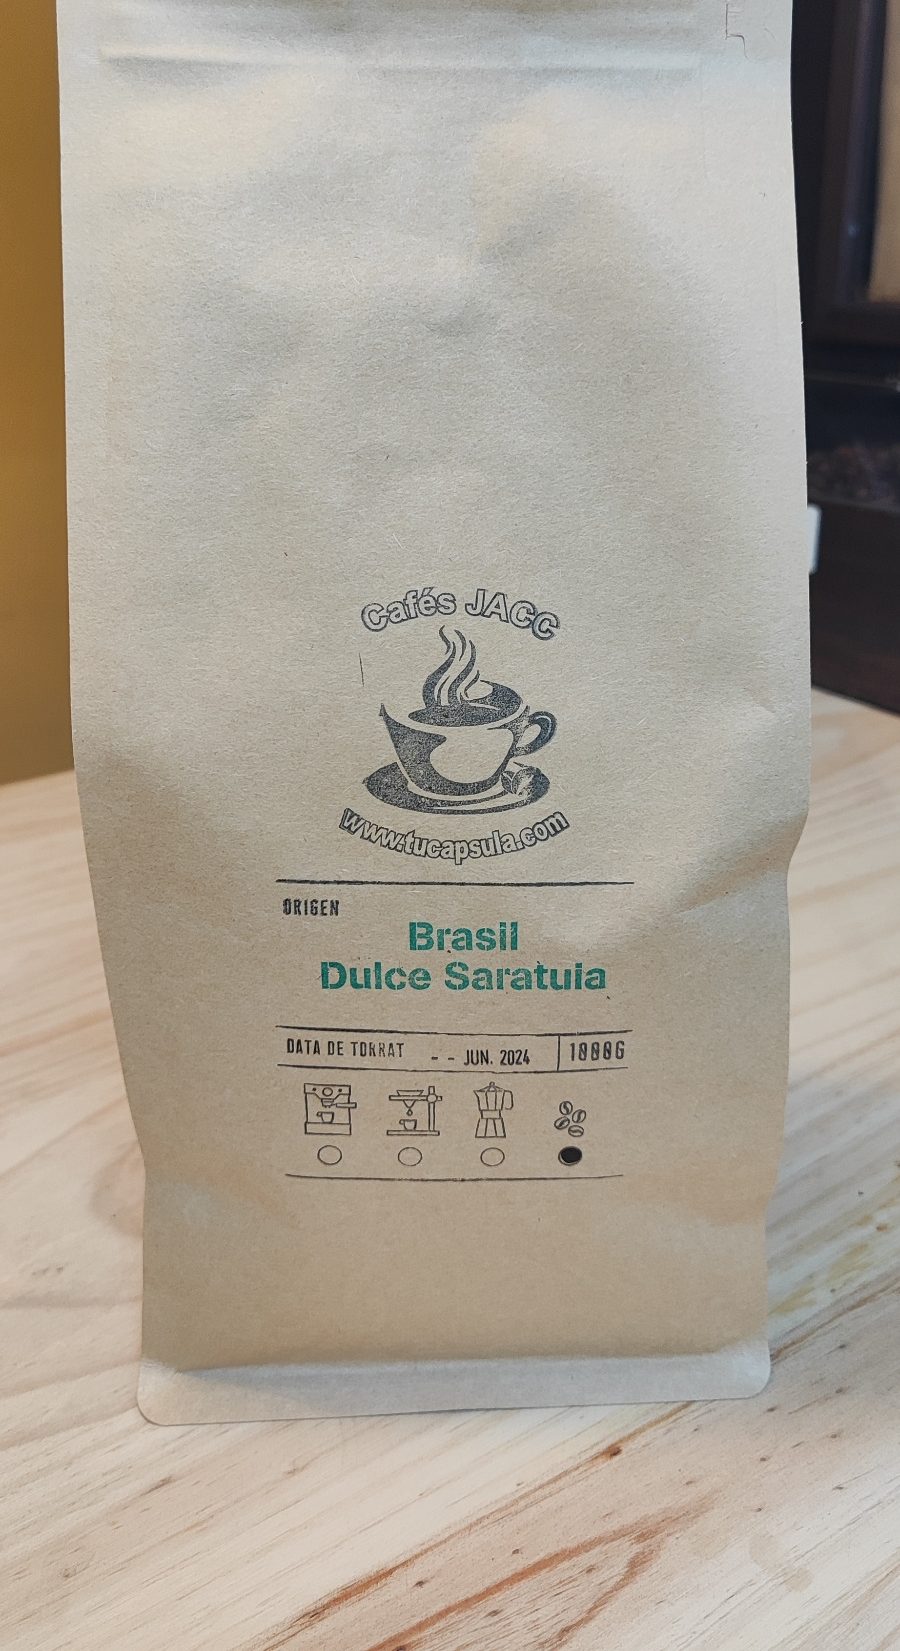 Cafés JACC
www.tucapsula.com
ORIGEN
Brasil
Dulce Saratuia
DATA DE TORRAT - - JUN. 2024 1000G